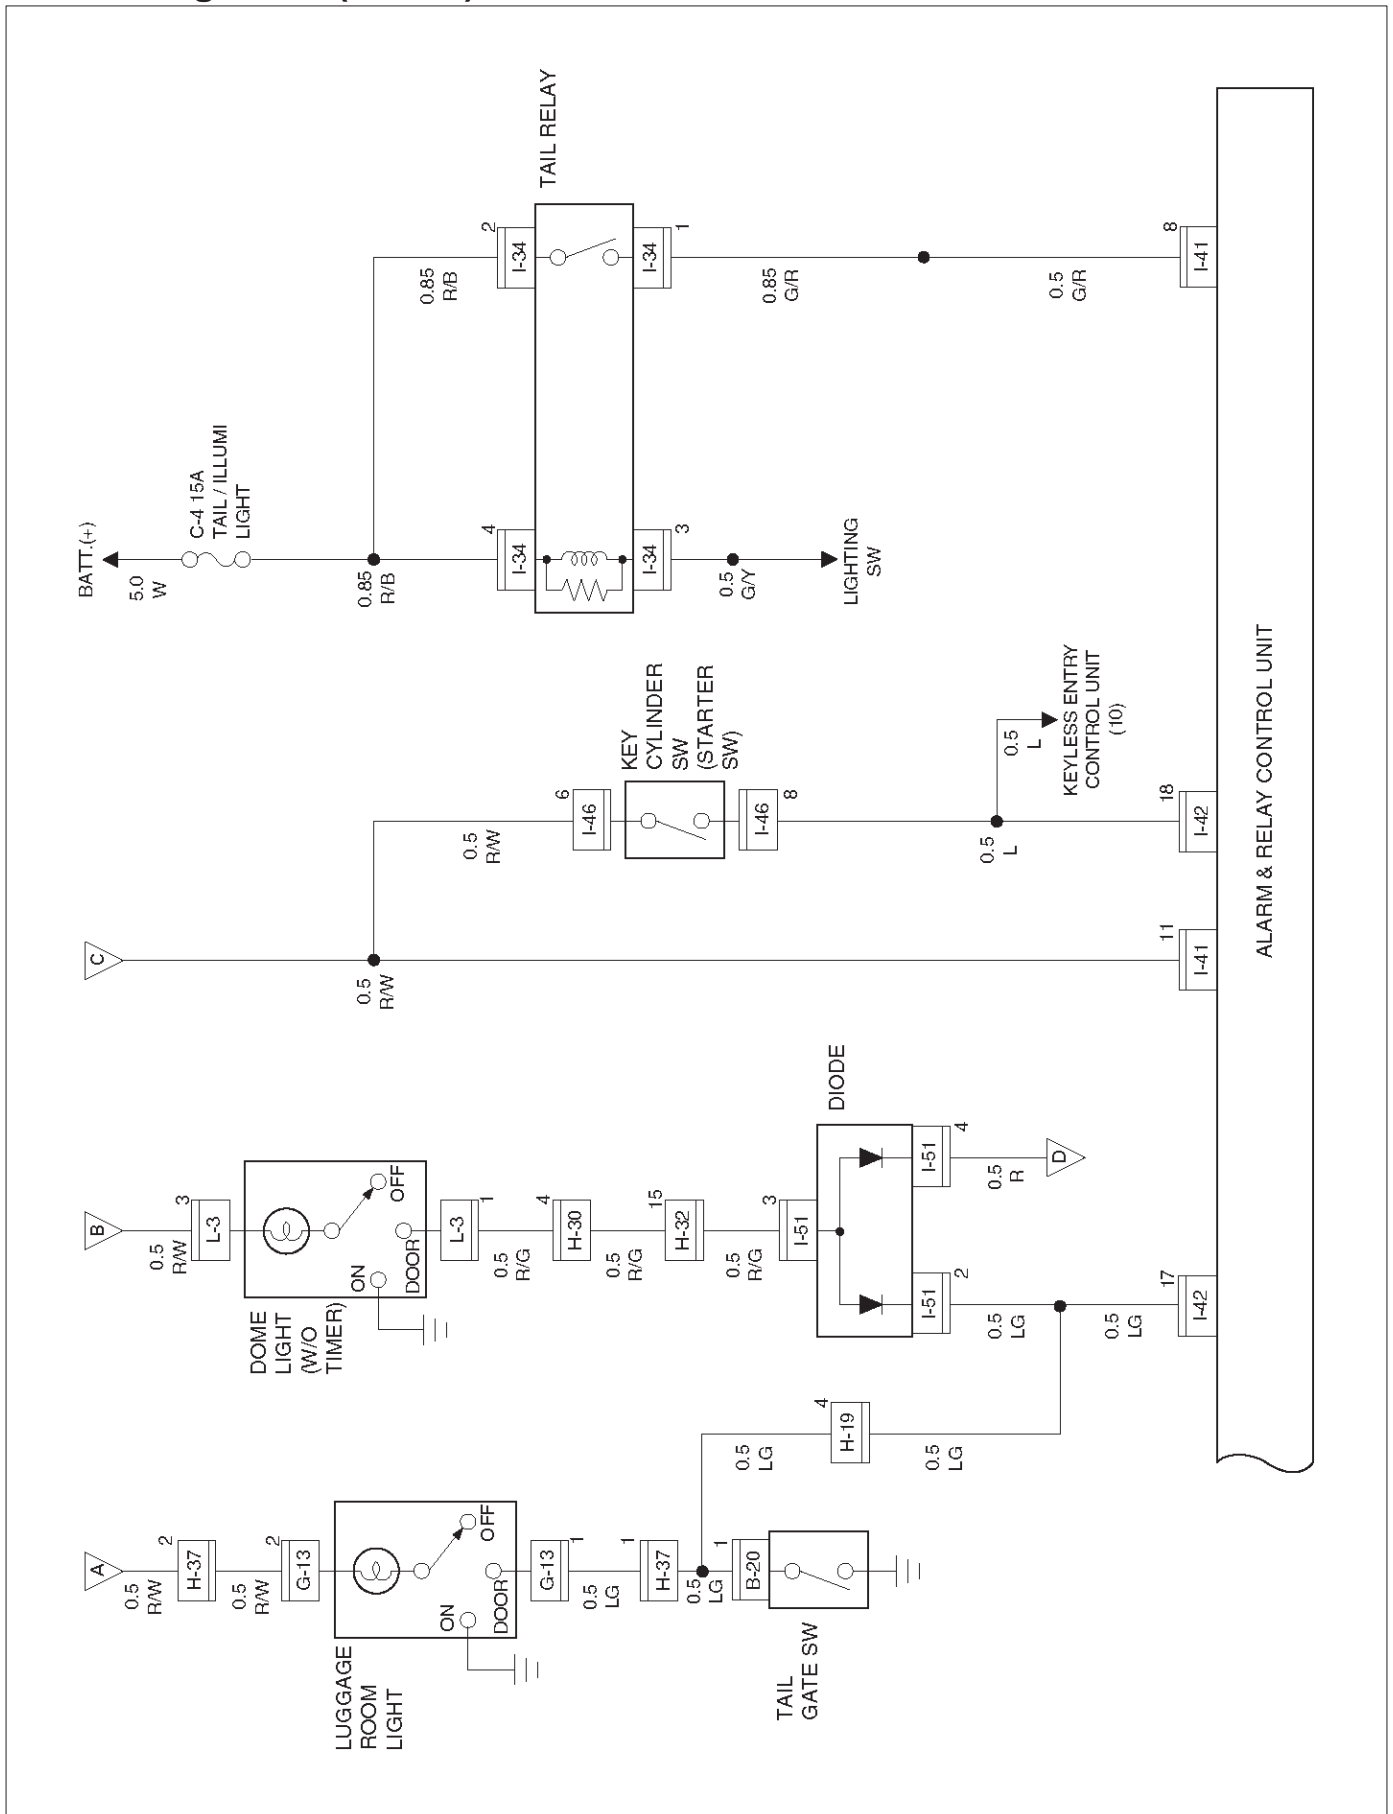 BATT.(+)
5.0
W
C-4 15A
TAIL / ILLUMI
LIGHT
0.85
R/B
0.85
R/B
4
I-34
2
I-34
TAIL RELAY
I-34
3
I-34
1
0.5
G/Y
LIGHTING
SW
0.85
G/R
0.5
G/R
8
I-41
C
0.5
R/W
0.5
R/W
6
I-46
KEY
CYLINDER
SW
(STARTER
SW)
I-46
8
0.5
L
0.5
L
KEYLESS ENTRY
CONTROL UNIT
(10)
11
I-41
18
I-42
B
0.5
R/W
3
L-3
DOME
LIGHT
(W/O
TIMER)
ON
DOOR
OFF
L-3
1
0.5
R/G
4
H-30
0.5
R/G
15
H-32
0.5
R/G
3
I-51
DIODE
I-51
2
I-51
4
0.5
LG
0.5
R
D
0.5
LG
17
I-42
A
0.5
R/W
2
H-37
0.5
R/W
2
G-13
LUGGAGE
ROOM
LIGHT
ON
DOOR
OFF
G-13
1
0.5
LG
1
H-37
0.5
LG
1
B-20
TAIL
GATE SW
0.5
LG
4
H-19
0.5
LG
ALARM & RELAY CONTROL UNIT